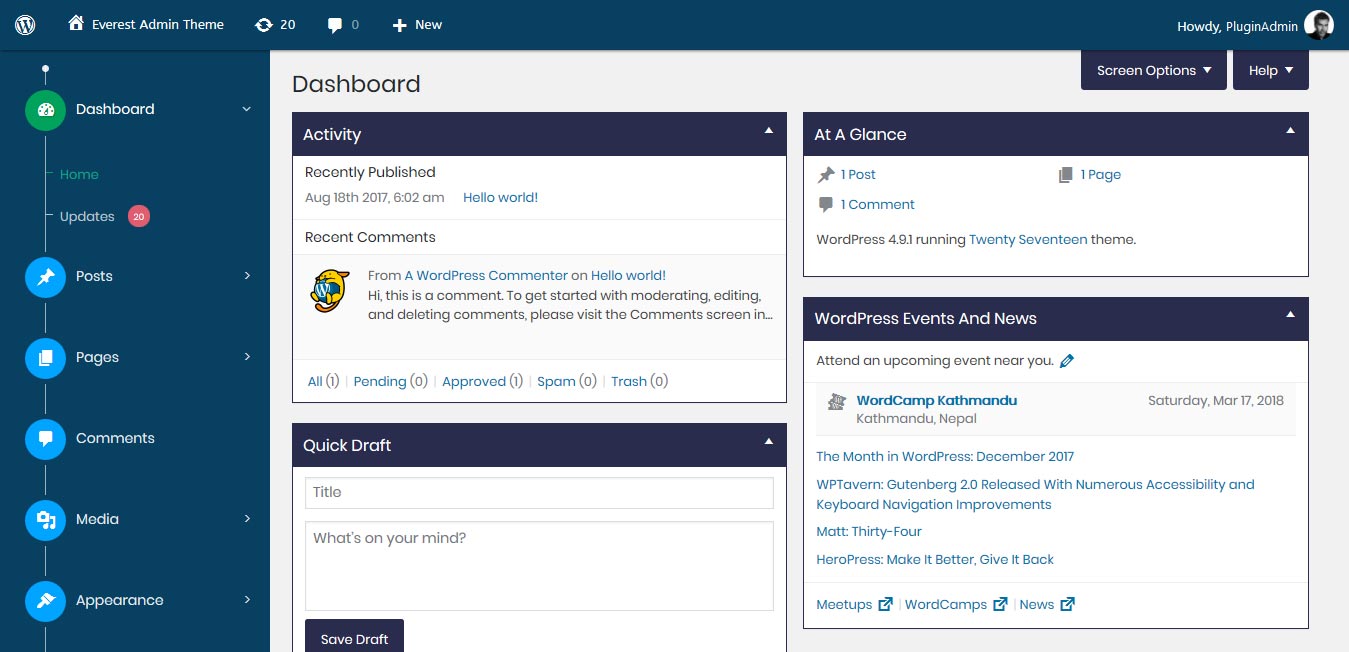 Everest Admin Theme 20 0 New Howdy, PluginAdmin
Screen Options Help
Dashboard
Home
Updates 20
Posts
Pages
Comments
Media
Appearance
Dashboard
Activity
Recently Published
Aug 18th 2017, 6:02 am Hello world!
Recent Comments
From A WordPress Commenter on Hello world!
Hi, this is a comment. To get started with moderating, editing,
and deleting comments, please visit the Comments screen in...
All (1) | Pending (0) | Approved (1) | Spam (0) | Trash (0)
Quick Draft
Title
What's on your mind?
Save Draft
At A Glance
1 Post 1 Page
1 Comment
WordPress 4.9.1 running Twenty Seventeen theme.
WordPress Events And News
Attend an upcoming event near you.
WordCamp Kathmandu Saturday, Mar 17, 2018
Kathmandu, Nepal
The Month in WordPress: December 2017
WPTavern: Gutenberg 2.0 Released With Numerous Accessibility and
Keyboard Navigation Improvements
Matt: Thirty-Four
HeroPress: Make It Better, Give It Back
Meetups | WordCamps | News